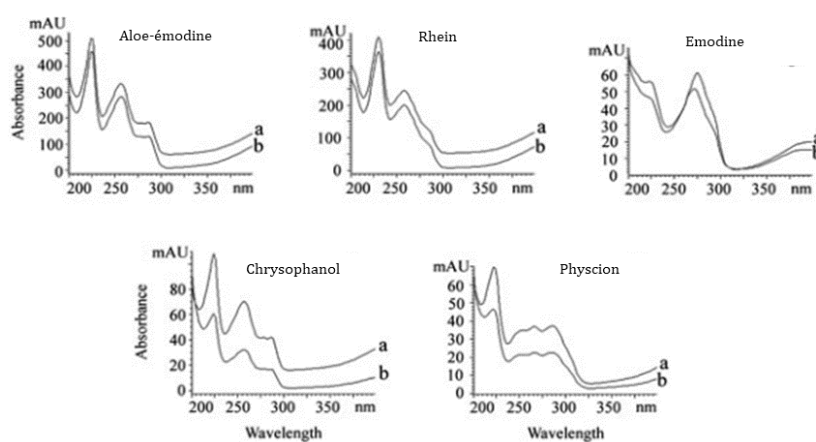 mAU
Aloe-émodine
500
400
300
200
100
0
Absorbance
a
b
200 250 300 350 nm
mAU
Rhein
400
300
200
100
0
a
b
200 250 300 350 nm
mAU
Emodine
60
50
40
30
20
10
0
a
b
200 250 300 350 nm
mAU
Chrysophanol
80
60
40
20
0
Absorbance
a
b
200 250 300 350 nm
Wavelength
mAU
Physcion
60
50
40
30
20
10
0
a
b
200 250 300 350 nm
Wavelength